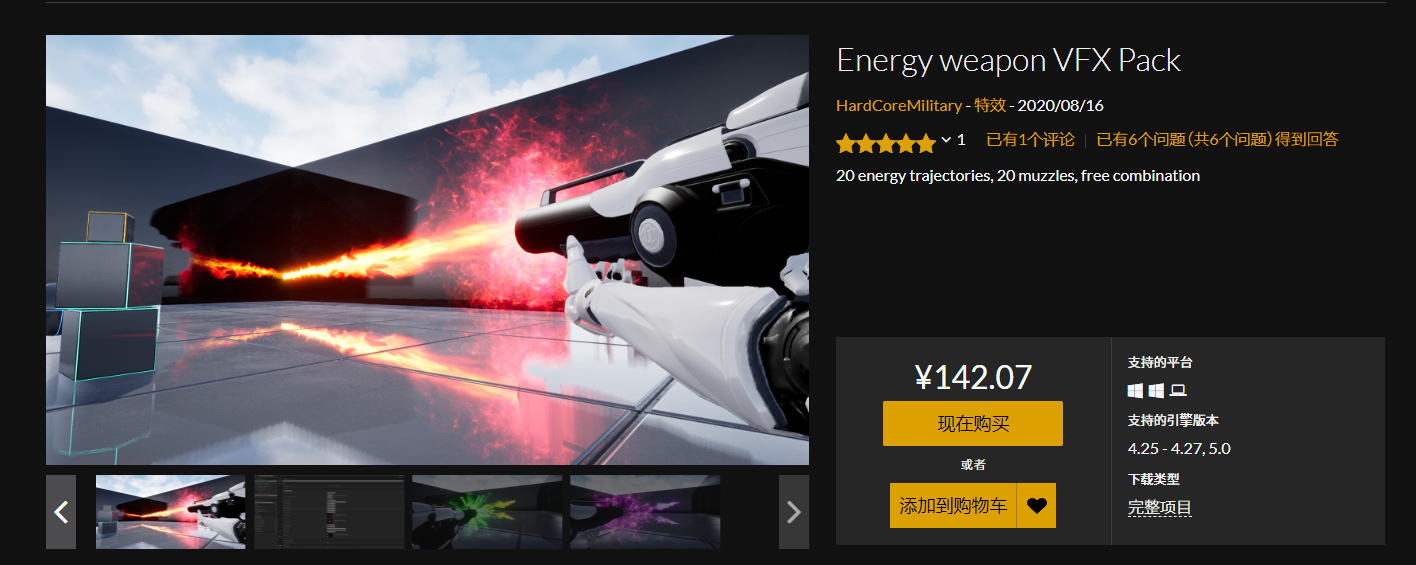 Energy weapon VFX Pack
HardCoreMilitary - 特效 - 2020/08/16
1 已有1个评论 | 已有6个问题 (共6个问题) 得到回答
20 energy trajectories, 20 muzzles, free combination
¥142.07
现在购买
或者
添加到购物车
支持的平台
支持的引擎版本
4.25 - 4.27, 5.0
下载类型
完整项目